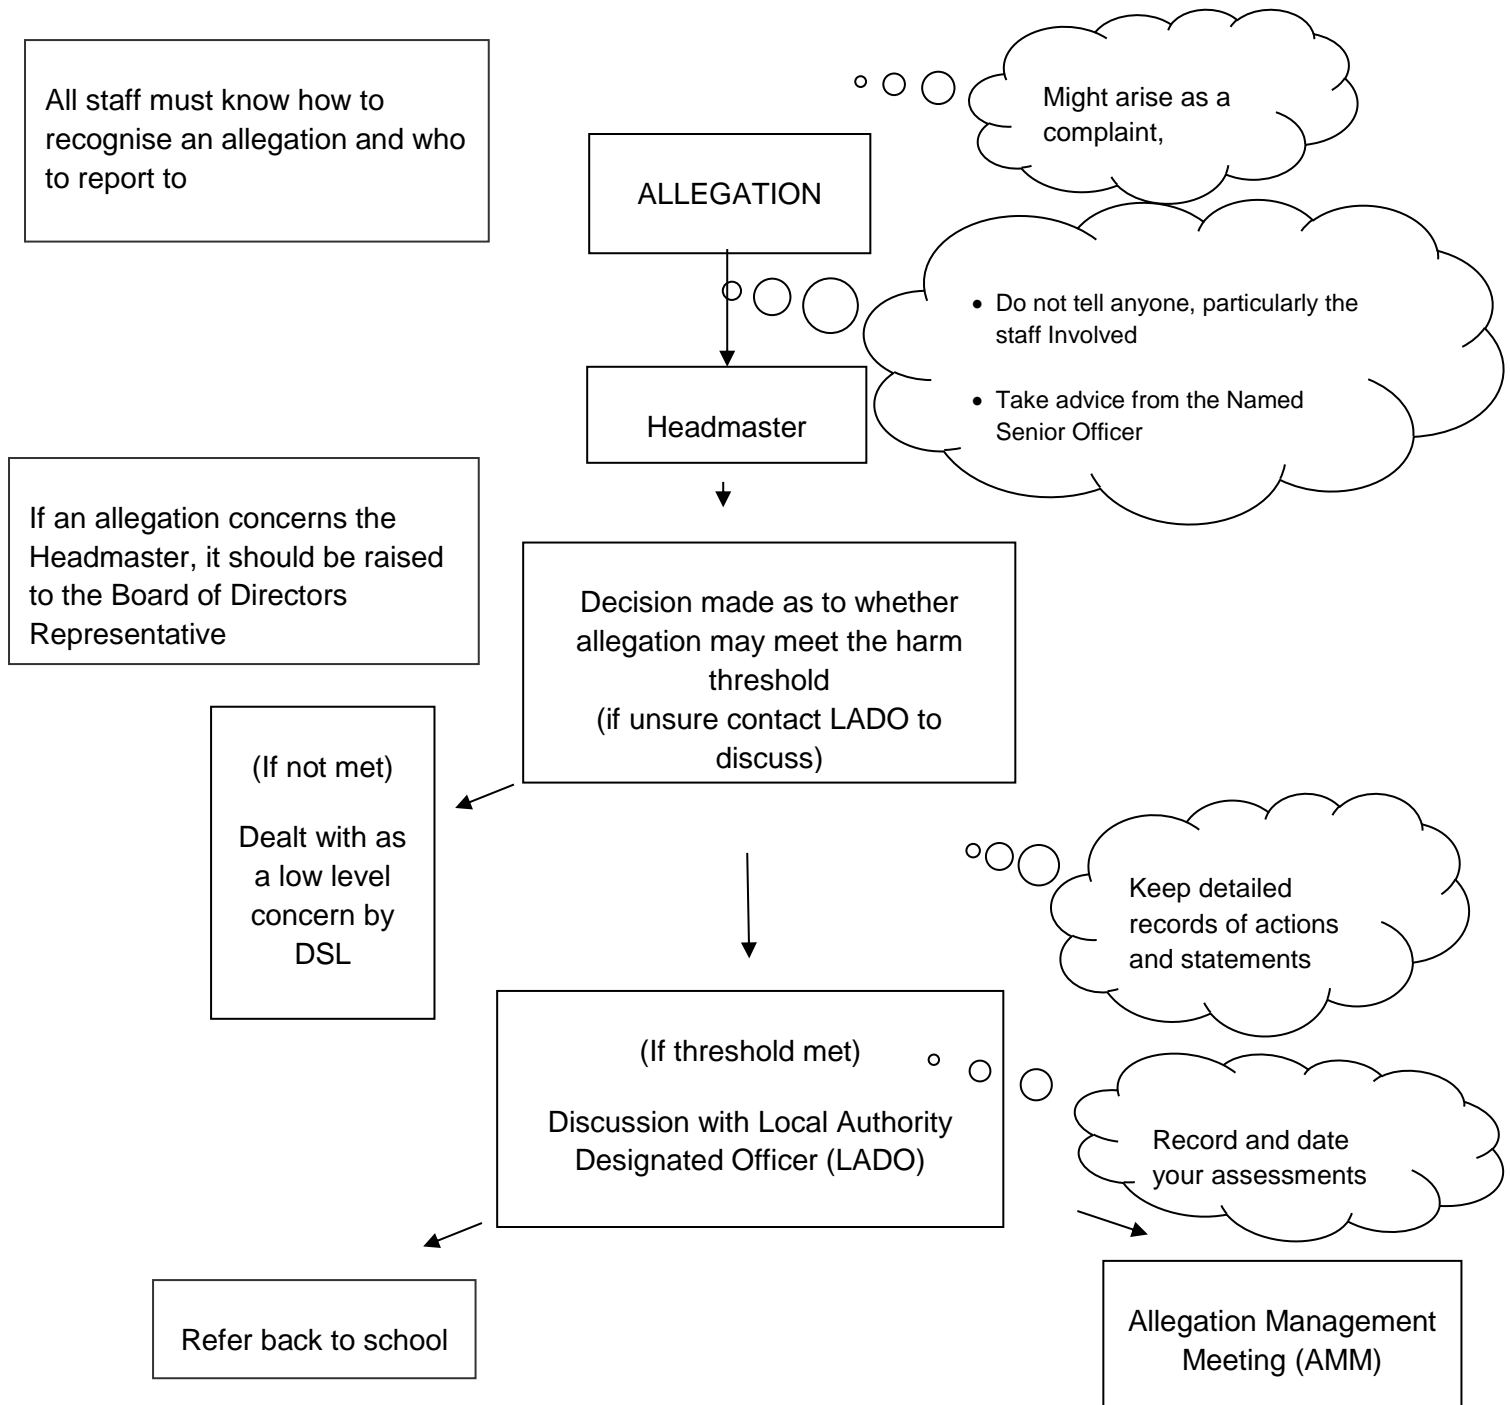 All staff must know how to
recognise an allegation and who
to report to
Might arise as a
complaint,
ALLEGATION
• Do not tell anyone, particularly the
staff Involved
• Take advice from the Named
Senior Officer
Headmaster
If an allegation concerns the
Headmaster, it should be raised
to the Board of Directors
Representative
Decision made as to whether
allegation may meet the harm
threshold
(if unsure contact LADO to
discuss)
(If not met)
Dealt with as
a low level
concern by
DSL
Keep detailed
records of actions
and statements
(If threshold met)
Discussion with Local Authority
Designated Officer (LADO)
Record and date
your assessments
Refer back to school
Allegation Management
Meeting (AMM)